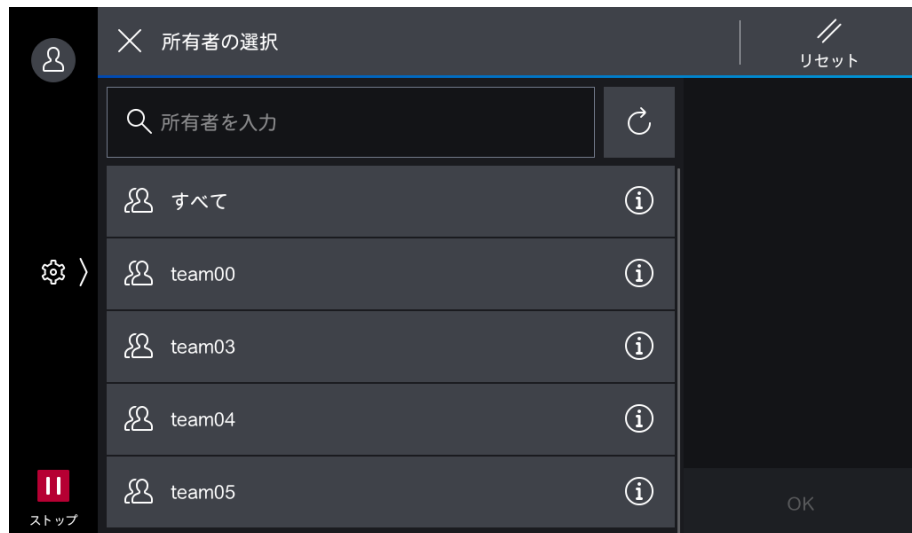 所有者の選択
リセット
所有者を入力
すべて
team00
team03
team04
team05
ストップ
OK